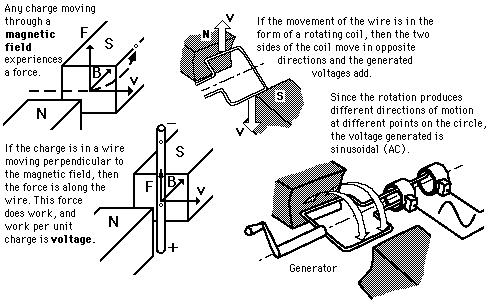 Any charge moving
through a
magnetic
field
experiences
a force.
F
S
B
v
N
If the movement of the wire is in the
form of a rotating coil, then the two
sides of the coil move in opposite
directions and the generated
voltages add.
v
N
S
v
Since the rotation produces
different directions of motion
at different points on the circle,
the voltage generated is
sinusoidal (AC).
If the charge is in a wire
moving perpendicular
to the magnetic field, then
the force is along the
wire. This force
does work, and
work per unit
charge is voltage.
−
S
F
B
v
N
+
Generator